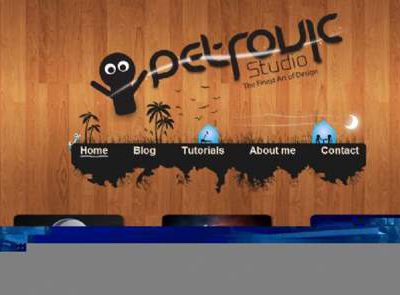 petrovic
Studio
The Finest Art of Design
Home Blog Tutorials About me Contact